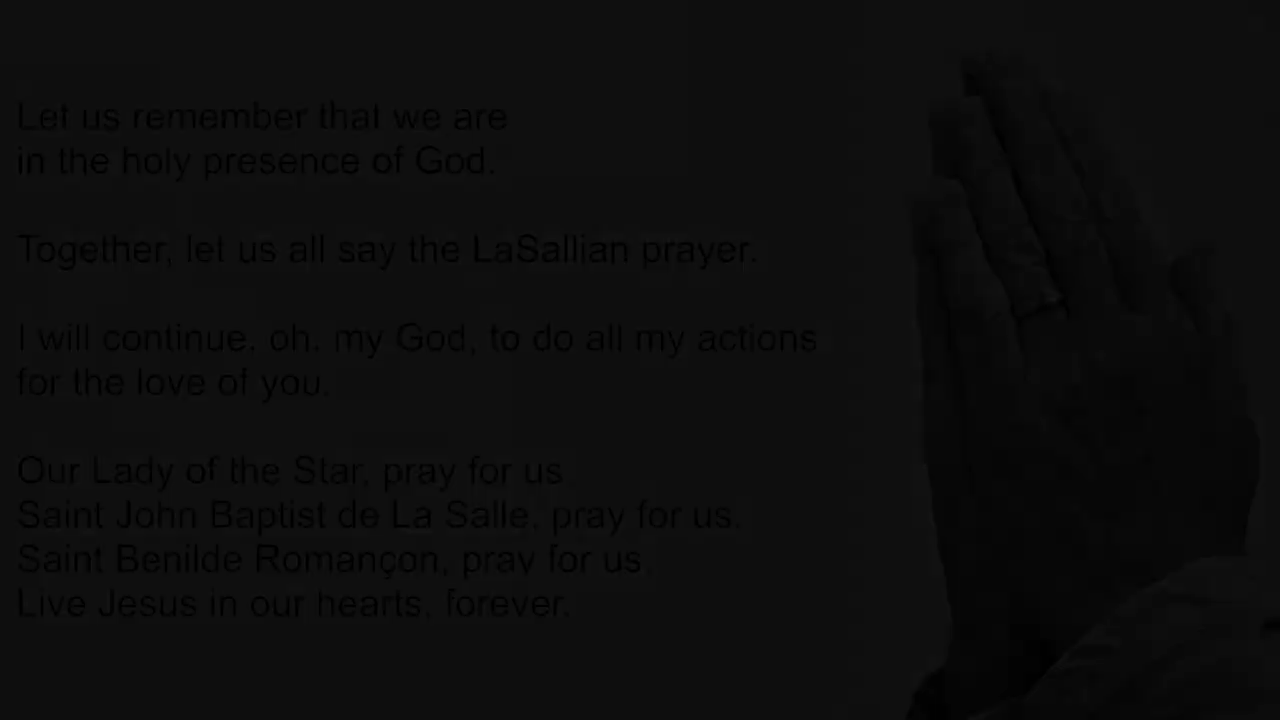 Let us remember that we are
in the holy presence of God.
Together, let us all say the LaSallian prayer.
I will continue, oh, my God, to do all my actions
for the love of you.
Our Lady of the Star, pray for us.
Saint John Baptist de La Salle, pray for us.
Saint Benilde Romançon, pray for us.
Live Jesus in our hearts, forever.